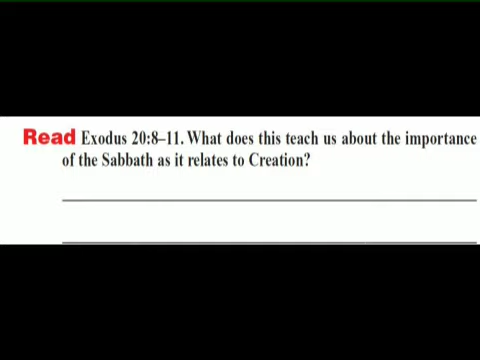 Read Exodus 20:8–11. What does this teach us about the importance
of the Sabbath as it relates to Creation?